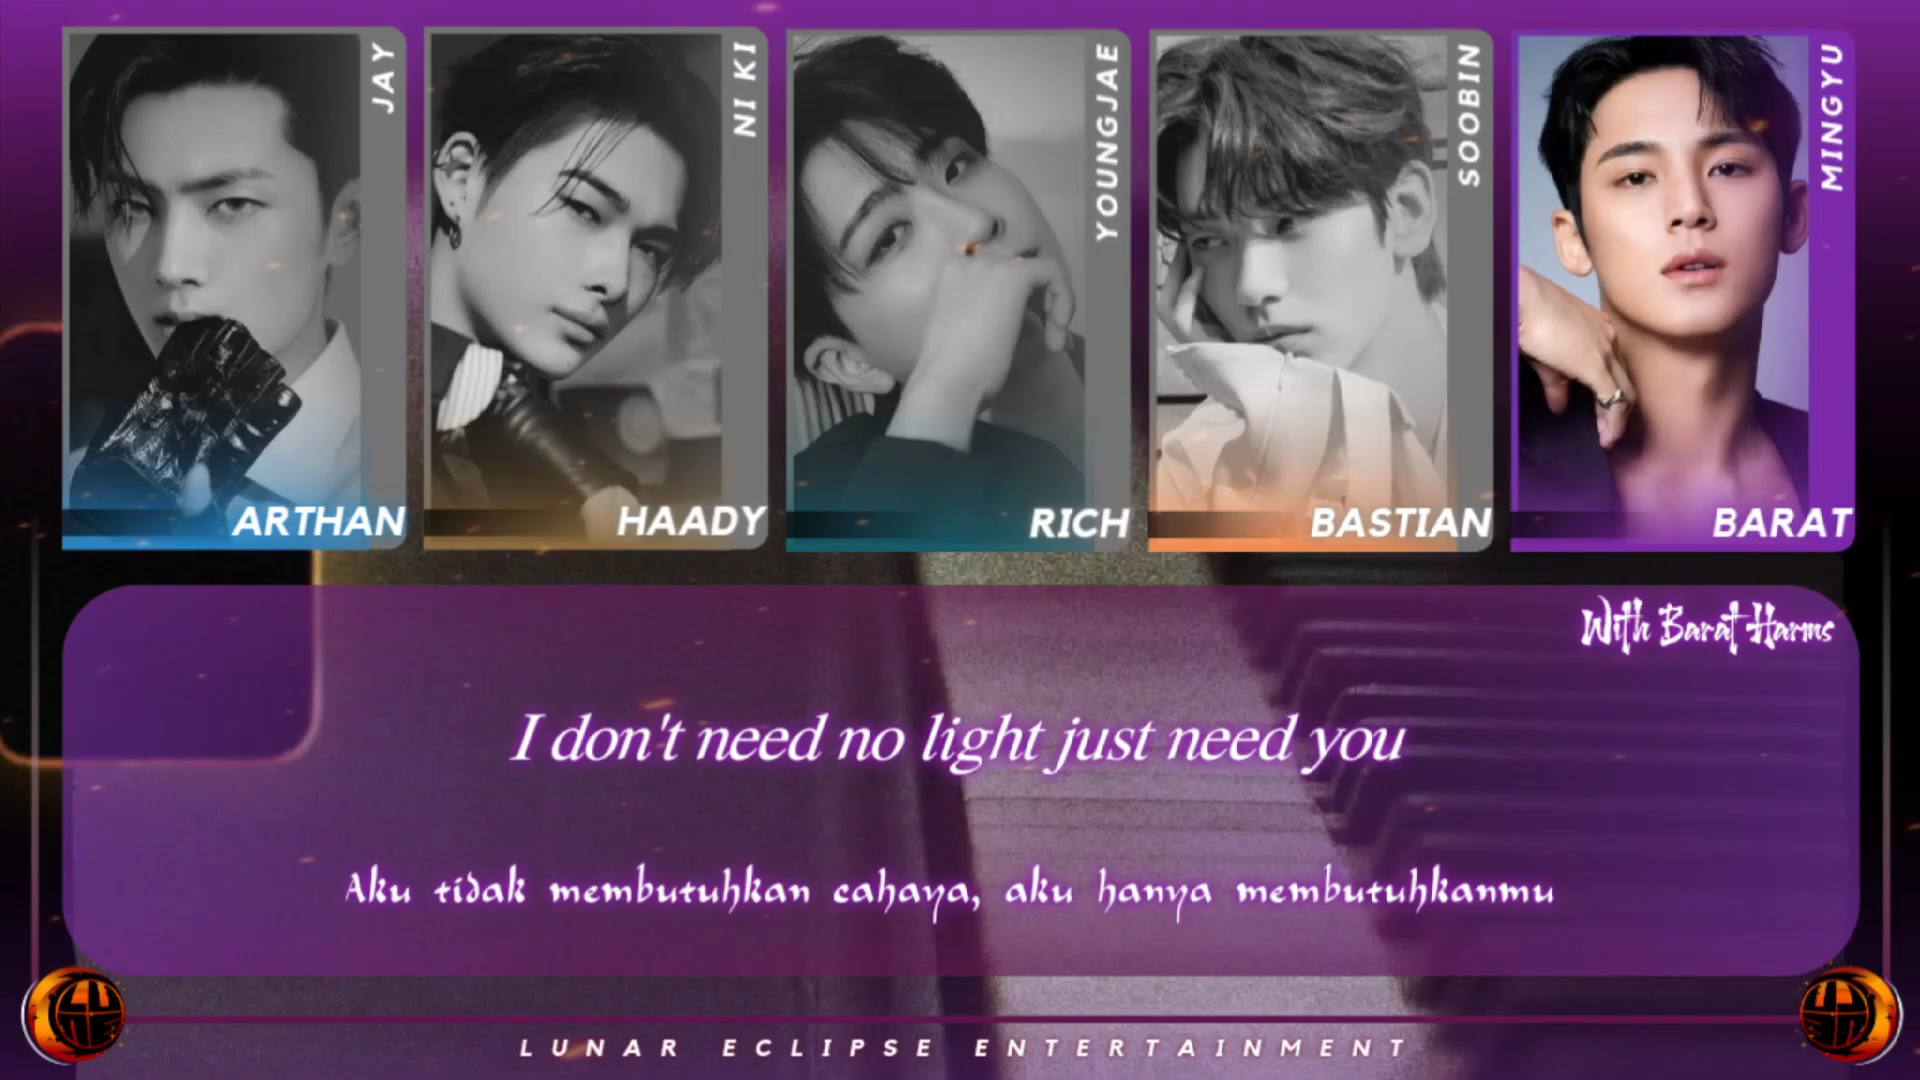 JAY
NI KI
YOUNGJAE
SOOBIN
MINGYU
ARTHAN
HAADY
RICH
BASTIAN
BARAT
With Barat Harms
I don't need no light just need you
Aku tidak membutuhkan cahaya, aku hanya membutuhkanmu
LUNAR ECLIPSE ENTERTAINMENT